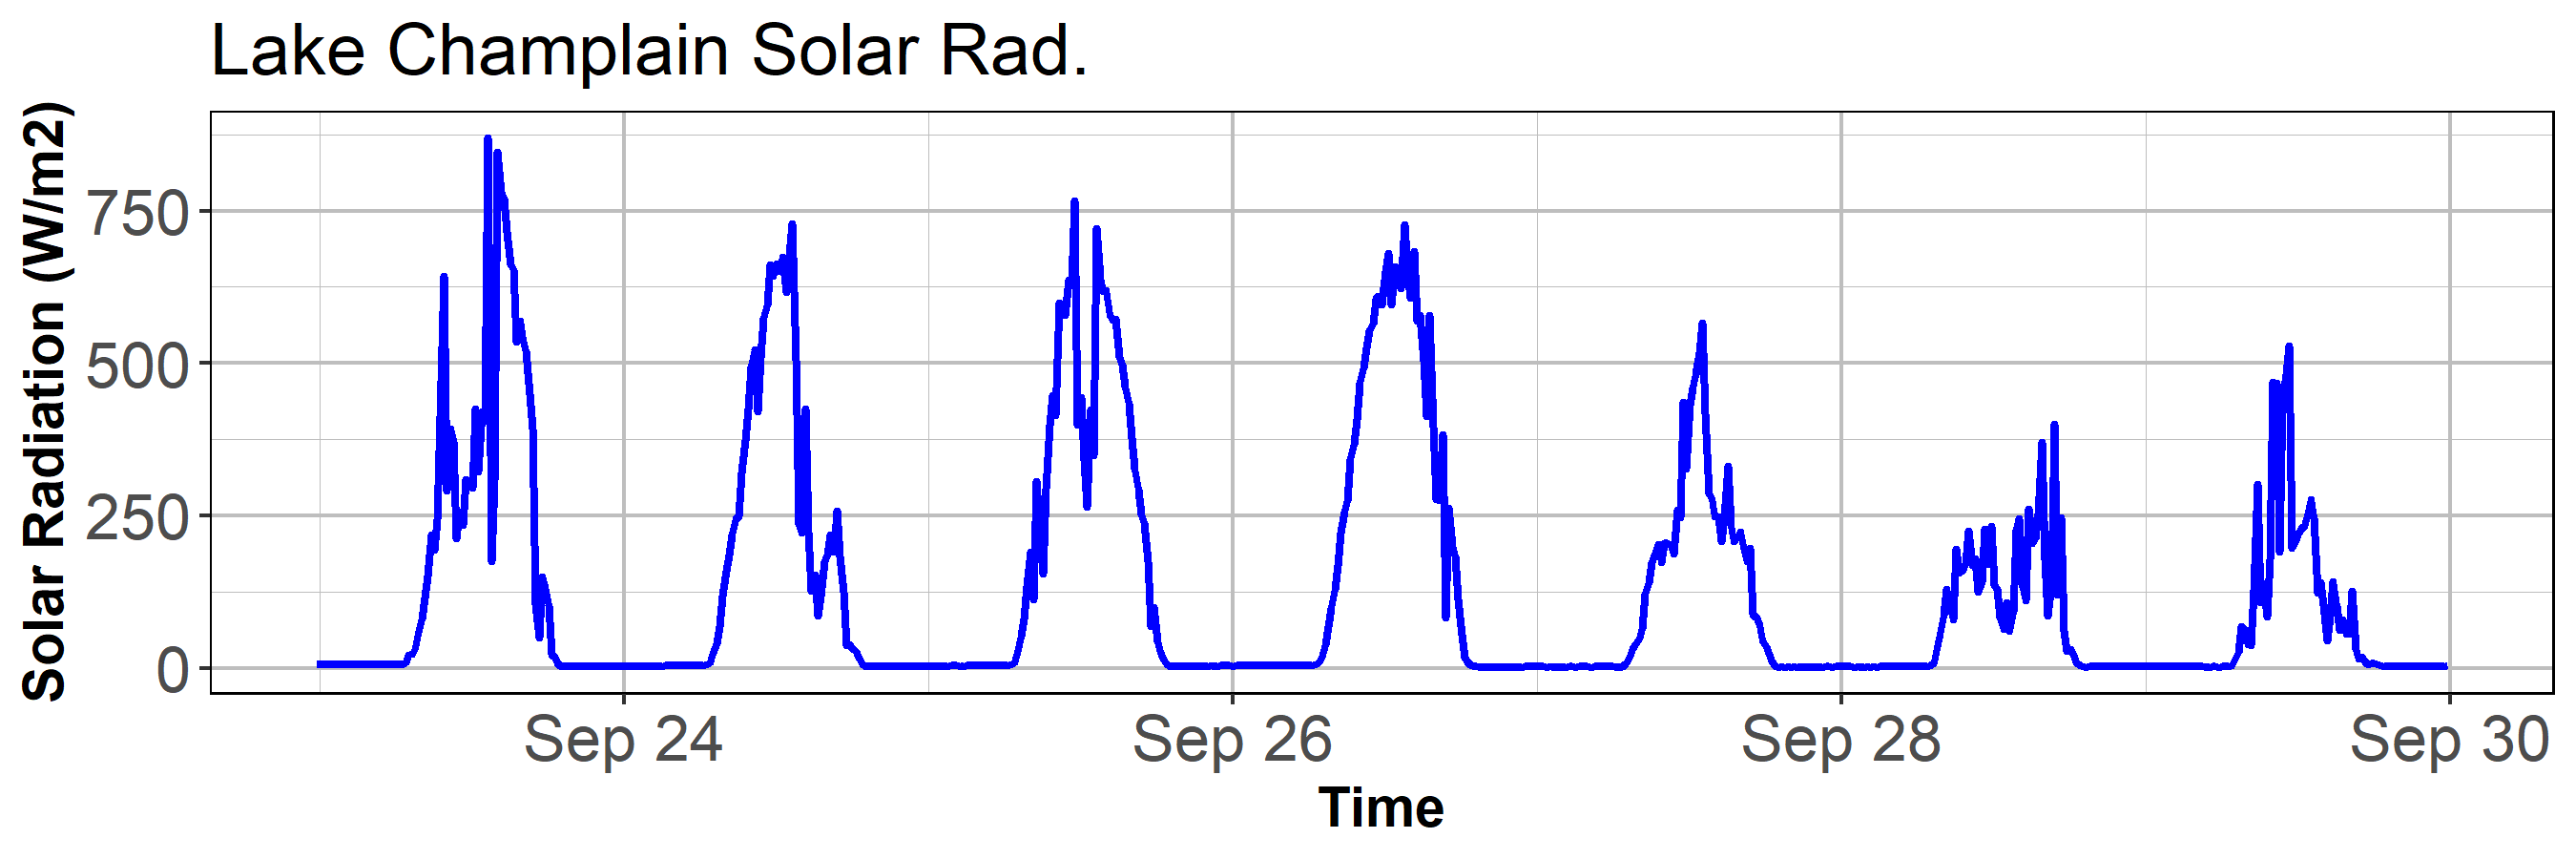 Lake Champlain Solar Rad.
Solar Radiation (W/m2)
750
500
250
0
Sep 24 Sep 26 Sep 28 Sep 30
Time